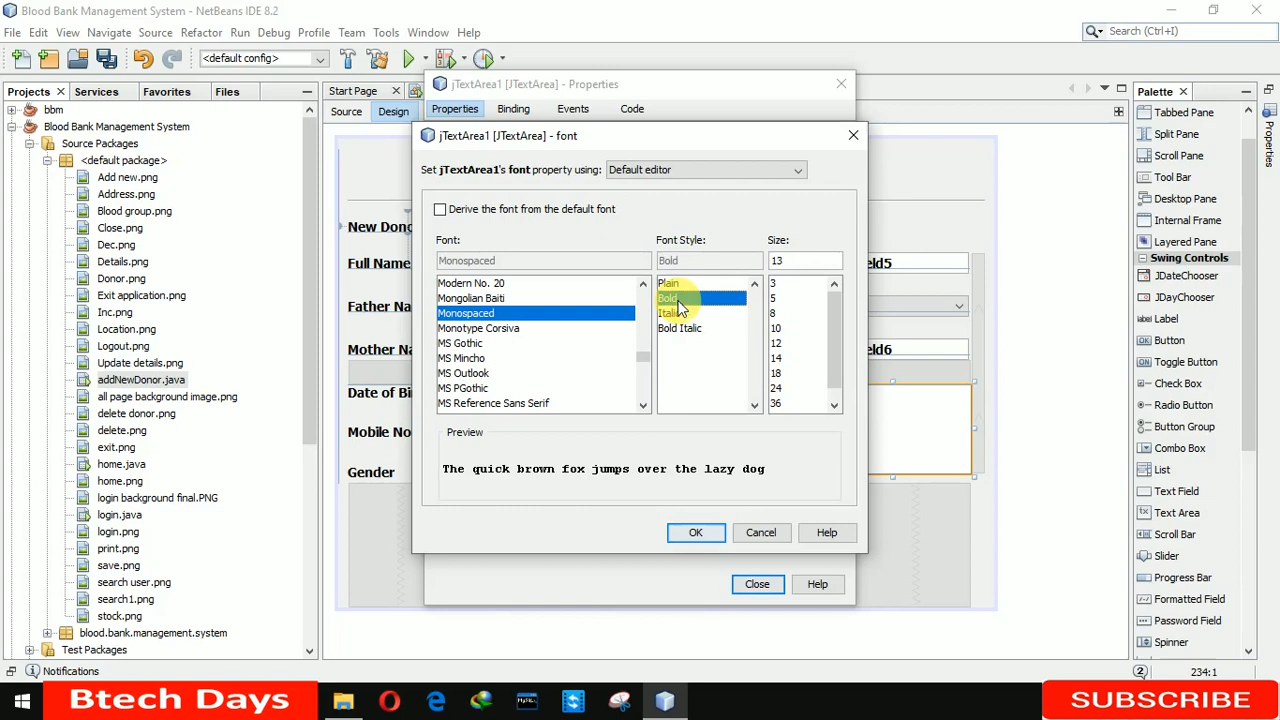 Blood Bank Management System - NetBeans IDE 8.2
File Edit View Navigate Source Refactor Run Debug Profile Team Tools Window Help
Search (Ctrl+I)
<default config>
Projects Services Favorites Files
bbm
Blood Bank Management System
Source Packages
<default package>
Add new.png
Address.png
Blood group.png
Close.png
Dec.png
Details.png
Donor.png
Exit application.png
Inc.png
Location.png
Logout.png
Update details.png
addNewDonor.java
all page background image.png
delete donor.png
delete.png
exit.png
home.java
home.png
login background final.PNG
login.java
login.png
print.png
save.png
search user.png
search1.png
stock.png
blood.bank.management.system
Test Packages
Start Page
Source Design
New Dono
Full Name
Father Na
Mother Na
Date of Bi
Mobile No
Gender
eld5
eld6
jTextArea1 [JTextArea] - Properties
Properties Binding Events Code
jTextArea1 [JTextArea] - font
Set jTextArea1's font property using: Default editor
Derive the font from the default font
Font: Font Style: Size:
Monospaced Bold 13
Modern No. 20
Mongolian Baiti
Monospaced
Monotype Corsiva
MS Gothic
MS Mincho
MS Outlook
MS PGothic
MS Reference Sans Serif
Plain
Bold
Italic
Bold Italic
3
5
8
10
12
14
18
24
36
Preview
The quick brown fox jumps over the lazy dog
OK Cancel Help
Close Help
Palette
Tabbed Pane
Split Pane
Scroll Pane
Tool Bar
Desktop Pane
Internal Frame
Layered Pane
Swing Controls
JDateChooser
JDayChooser
Label
Button
Toggle Button
Check Box
Radio Button
Button Group
Combo Box
List
Text Field
Text Area
Scroll Bar
Slider
Progress Bar
Formatted Field
Password Field
Spinner
Properties
Notifications
2
234:1
Btech Days
SUBSCRIBE